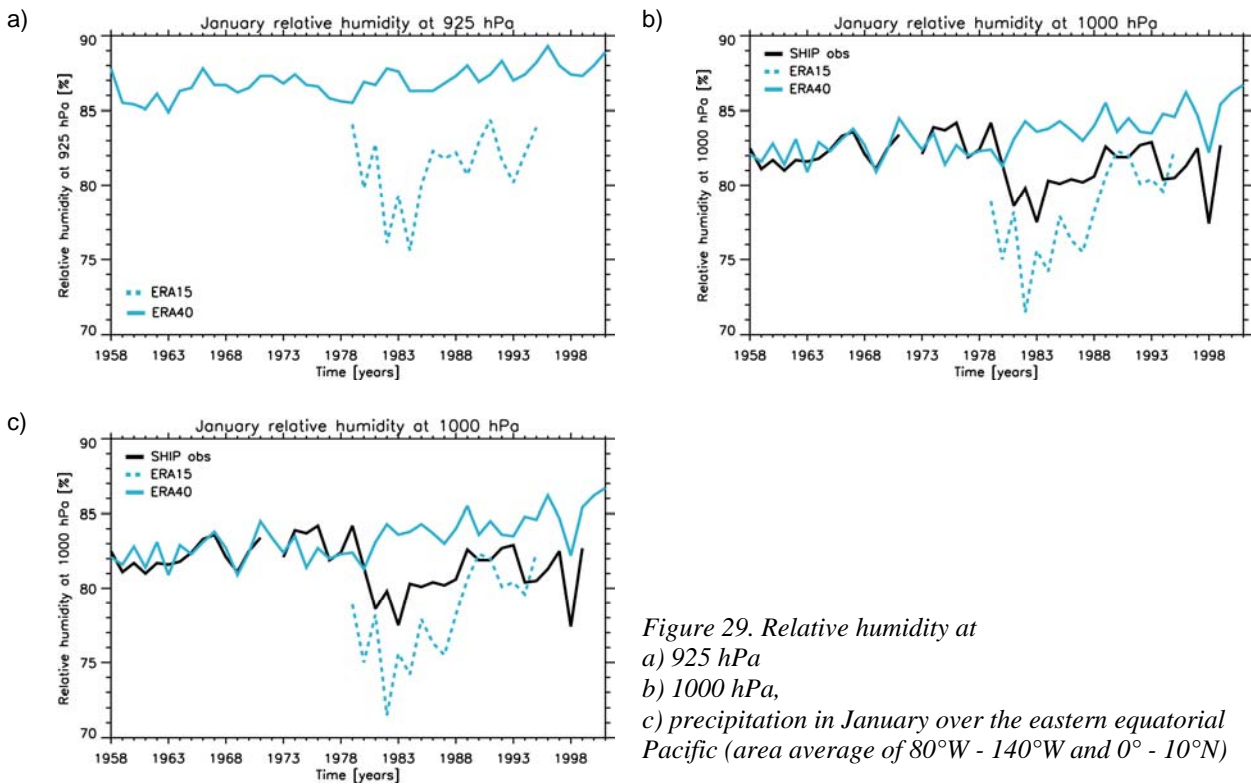 a)
January relative humidity at 925 hPa
Relative humidity at 925 hPa [%]
90
85
80
75
70
ERA15
ERA40
1958 1963 1968 1973 1978 1983 1988 1993 1998
Time [years]
b)
January relative humidity at 1000 hPa
Relative humidity at 1000 hPa [%]
90
85
80
75
70
SHIP obs
ERA15
ERA40
1958 1963 1968 1973 1978 1983 1988 1993 1998
Time [years]
c)
January relative humidity at 1000 hPa
Relative humidity at 1000 hPa [%]
90
85
80
75
70
SHIP obs
ERA15
ERA40
1958 1963 1968 1973 1978 1983 1988 1993 1998
Time [years]
Figure 29. Relative humidity at
a) 925 hPa
b) 1000 hPa,
c) precipitation in January over the eastern equatorial
Pacific (area average of 80°W - 140°W and 0° - 10°N)